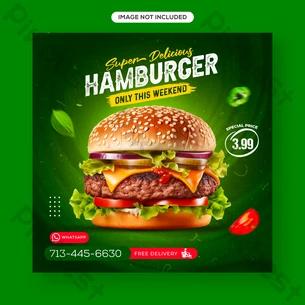 IMAGE NOT INCLUDED
Super Delicious
HAMBURGER
ONLY THIS WEEKEND
SPECIAL PRICE
3.99
WHATSAPP
713-445-6630
FREE DELIVERY